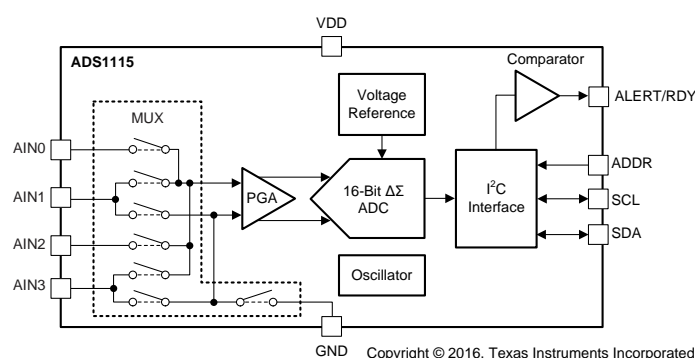 VDD
ADS1115
Comparator
Voltage
Reference
ALERT/RDY
MUX
AIN0
ADDR
AIN1
PGA
16-Bit ΔΣ
ADC
I²C
Interface
SCL
AIN2
SDA
Oscillator
AIN3
GND
Copyright © 2016, Texas Instruments Incorporated